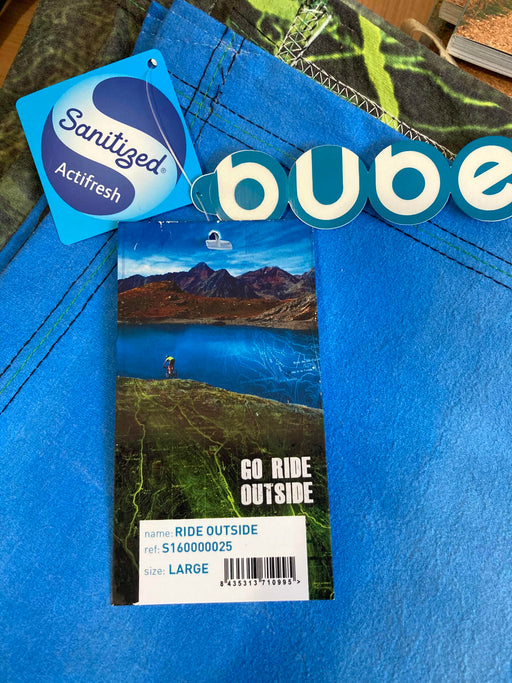 Sanitized®
Actifresh
bube
GO RIDE
OUTSIDE
name: RIDE OUTSIDE
ref: S160000025
size: LARGE
8 435313 710995 >